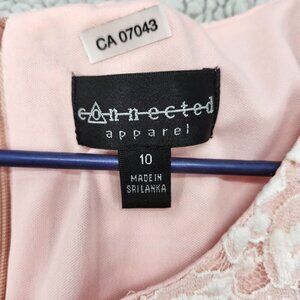 CA 07043
connected
apparel
10
MADE IN
SRI LANKA